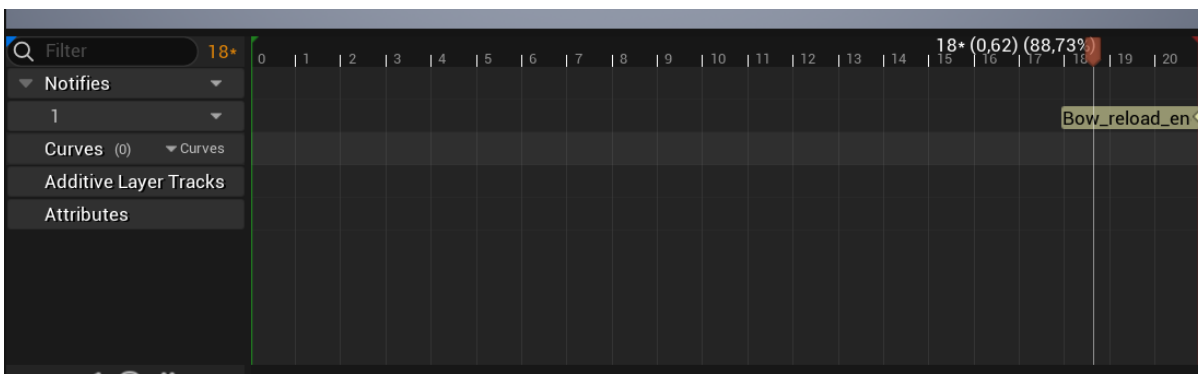 Filter 18* 18* (0,62) (88,73%)
0 1 2 3 4 5 6 7 8 9 10 11 12 13 14 15 16 17 18 19 20
Notifies
1 Bow_reload_en
Curves (0) Curves
Additive Layer Tracks
Attributes